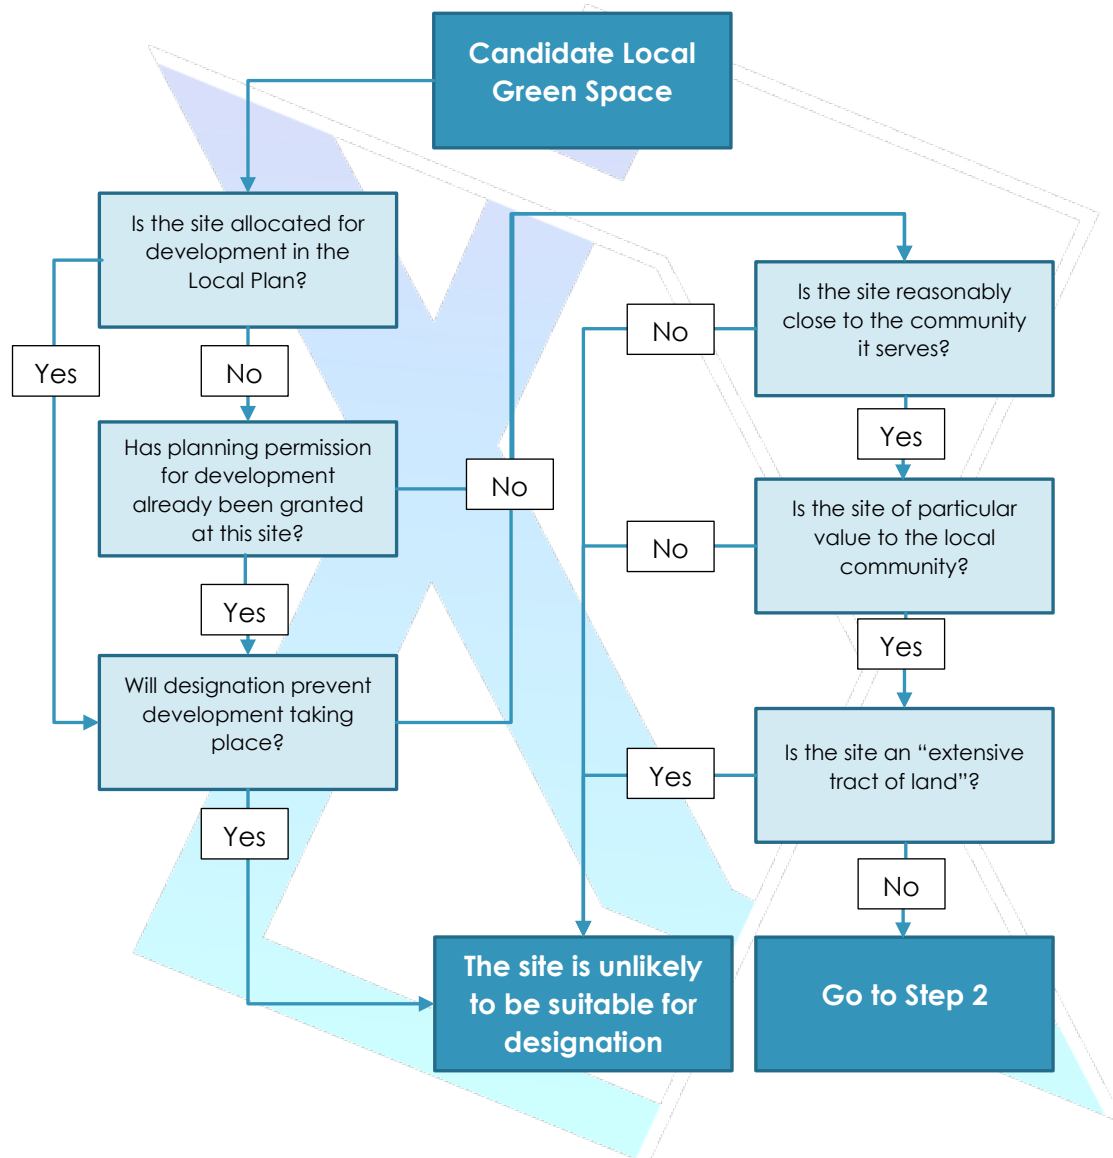 Candidate Local
Green Space
Is the site allocated for
development in the
Local Plan?
Yes
No
Has planning permission
for development
already been granted
at this site?
No
Yes
Will designation prevent
development taking
place?
Yes
Is the site reasonably
close to the community
it serves?
No
Yes
Is the site of particular
value to the local
community?
No
Yes
Is the site an “extensive
tract of land”?
Yes
No
The site is unlikely
to be suitable for
designation
Go to Step 2